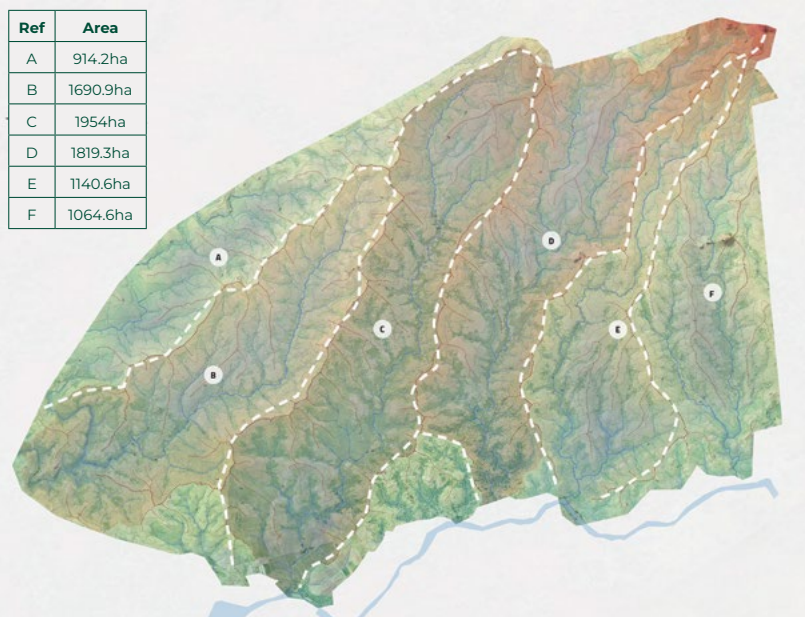 Ref Area
A 914.2ha
B 1690.9ha
C 1954ha
D 1819.3ha
E 1140.6ha
F 1064.6ha
A
D
F
E
C
B